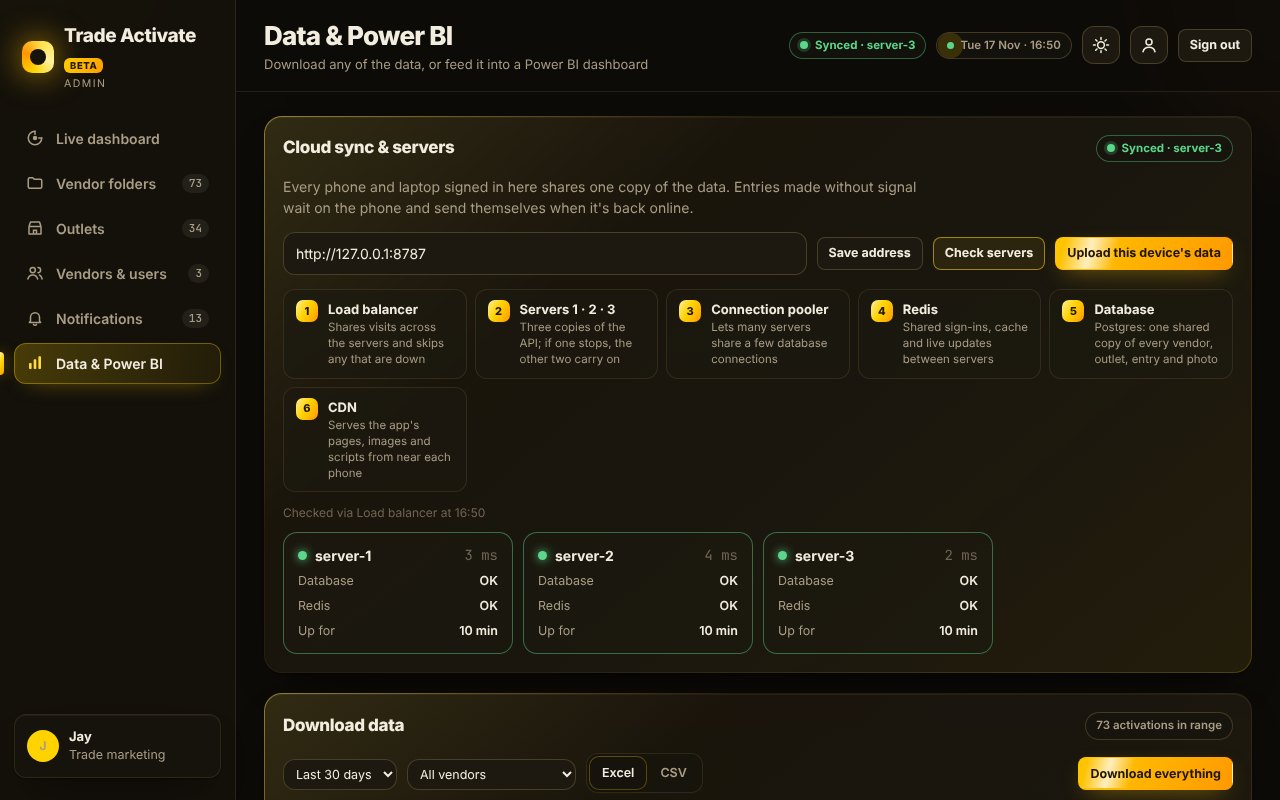 Trade Activate
BETA
ADMIN
Live dashboard
Vendor folders 73
Outlets 34
Vendors & users 3
Notifications 13
Data & Power BI
J
Jay
Trade marketing
Data & Power BI
Download any of the data, or feed it into a Power BI dashboard
Synced · server-3
Tue 17 Nov · 16:50
Sign out
Cloud sync & servers
Synced · server-3
Every phone and laptop signed in here shares one copy of the data. Entries made without signal
wait on the phone and send themselves when it's back online.
http://127.0.0.1:8787
Save address
Check servers
Upload this device's data
1 Load balancer
Shares visits across
the servers and skips
any that are down
2 Servers 1 · 2 · 3
Three copies of the
API; if one stops, the
other two carry on
3 Connection pooler
Lets many servers
share a few database
connections
4 Redis
Shared sign-ins, cache
and live updates
between servers
5 Database
Postgres: one shared
copy of every vendor,
outlet, entry and photo
6 CDN
Serves the app's
pages, images and
scripts from near each
phone
Checked via Load balancer at 16:50
server-1 3 ms
Database OK
Redis OK
Up for 10 min
server-2 4 ms
Database OK
Redis OK
Up for 10 min
server-3 2 ms
Database OK
Redis OK
Up for 10 min
Download data
73 activations in range
Last 30 days
All vendors
Excel
CSV
Download everything